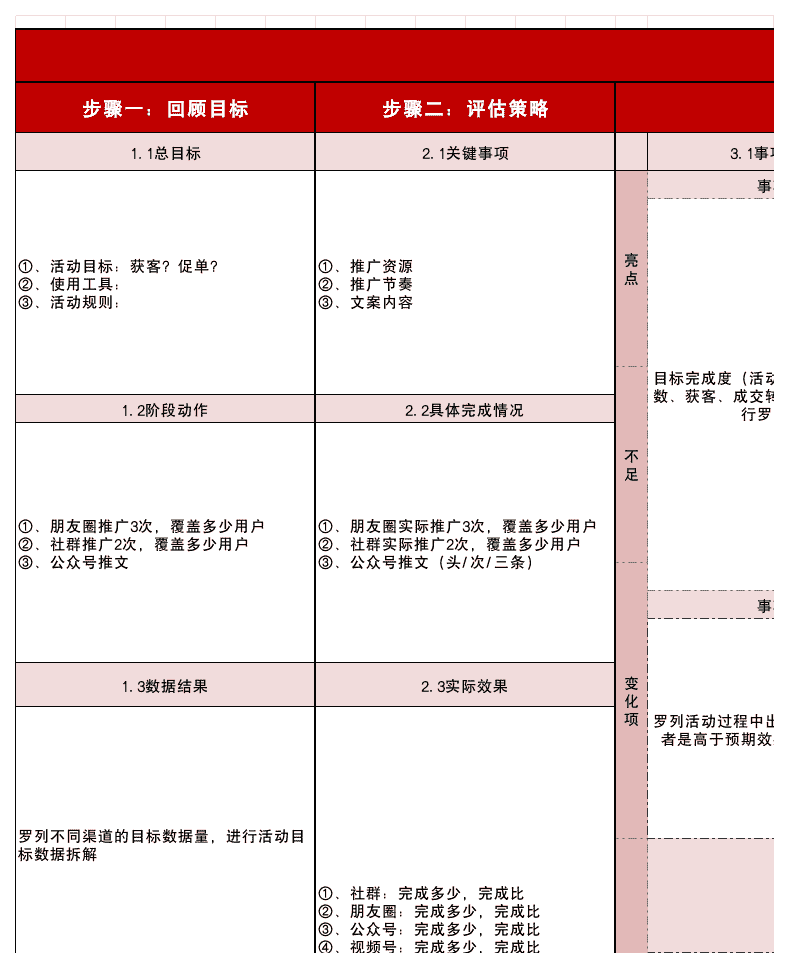 步骤一：回顾目标
步骤二：评估策略
1.1总目标
2.1关键事项
3.1事
事
①、活动目标：获客？促单？
②、使用工具：
③、活动规则：
①、推广资源
②、推广节奏
③、文案内容
亮
点
目标完成度（活动
数、获客、成交转
行罗
1.2阶段动作
2.2具体完成情况
不
足
①、朋友圈推广3次，覆盖多少用户
②、社群推广2次，覆盖多少用户
③、公众号推文
①、朋友圈实际推广3次，覆盖多少用户
②、社群实际推广2次，覆盖多少用户
③、公众号推文（头/次/三条）
事
1.3数据结果
2.3实际效果
变
化
项
罗列活动过程中出
者是高于预期效
罗列不同渠道的目标数据量，进行活动目
标数据拆解
①、社群：完成多少，完成比
②、朋友圈：完成多少，完成比
③、公众号：完成多少，完成比
④、视频号：完成多少，完成比